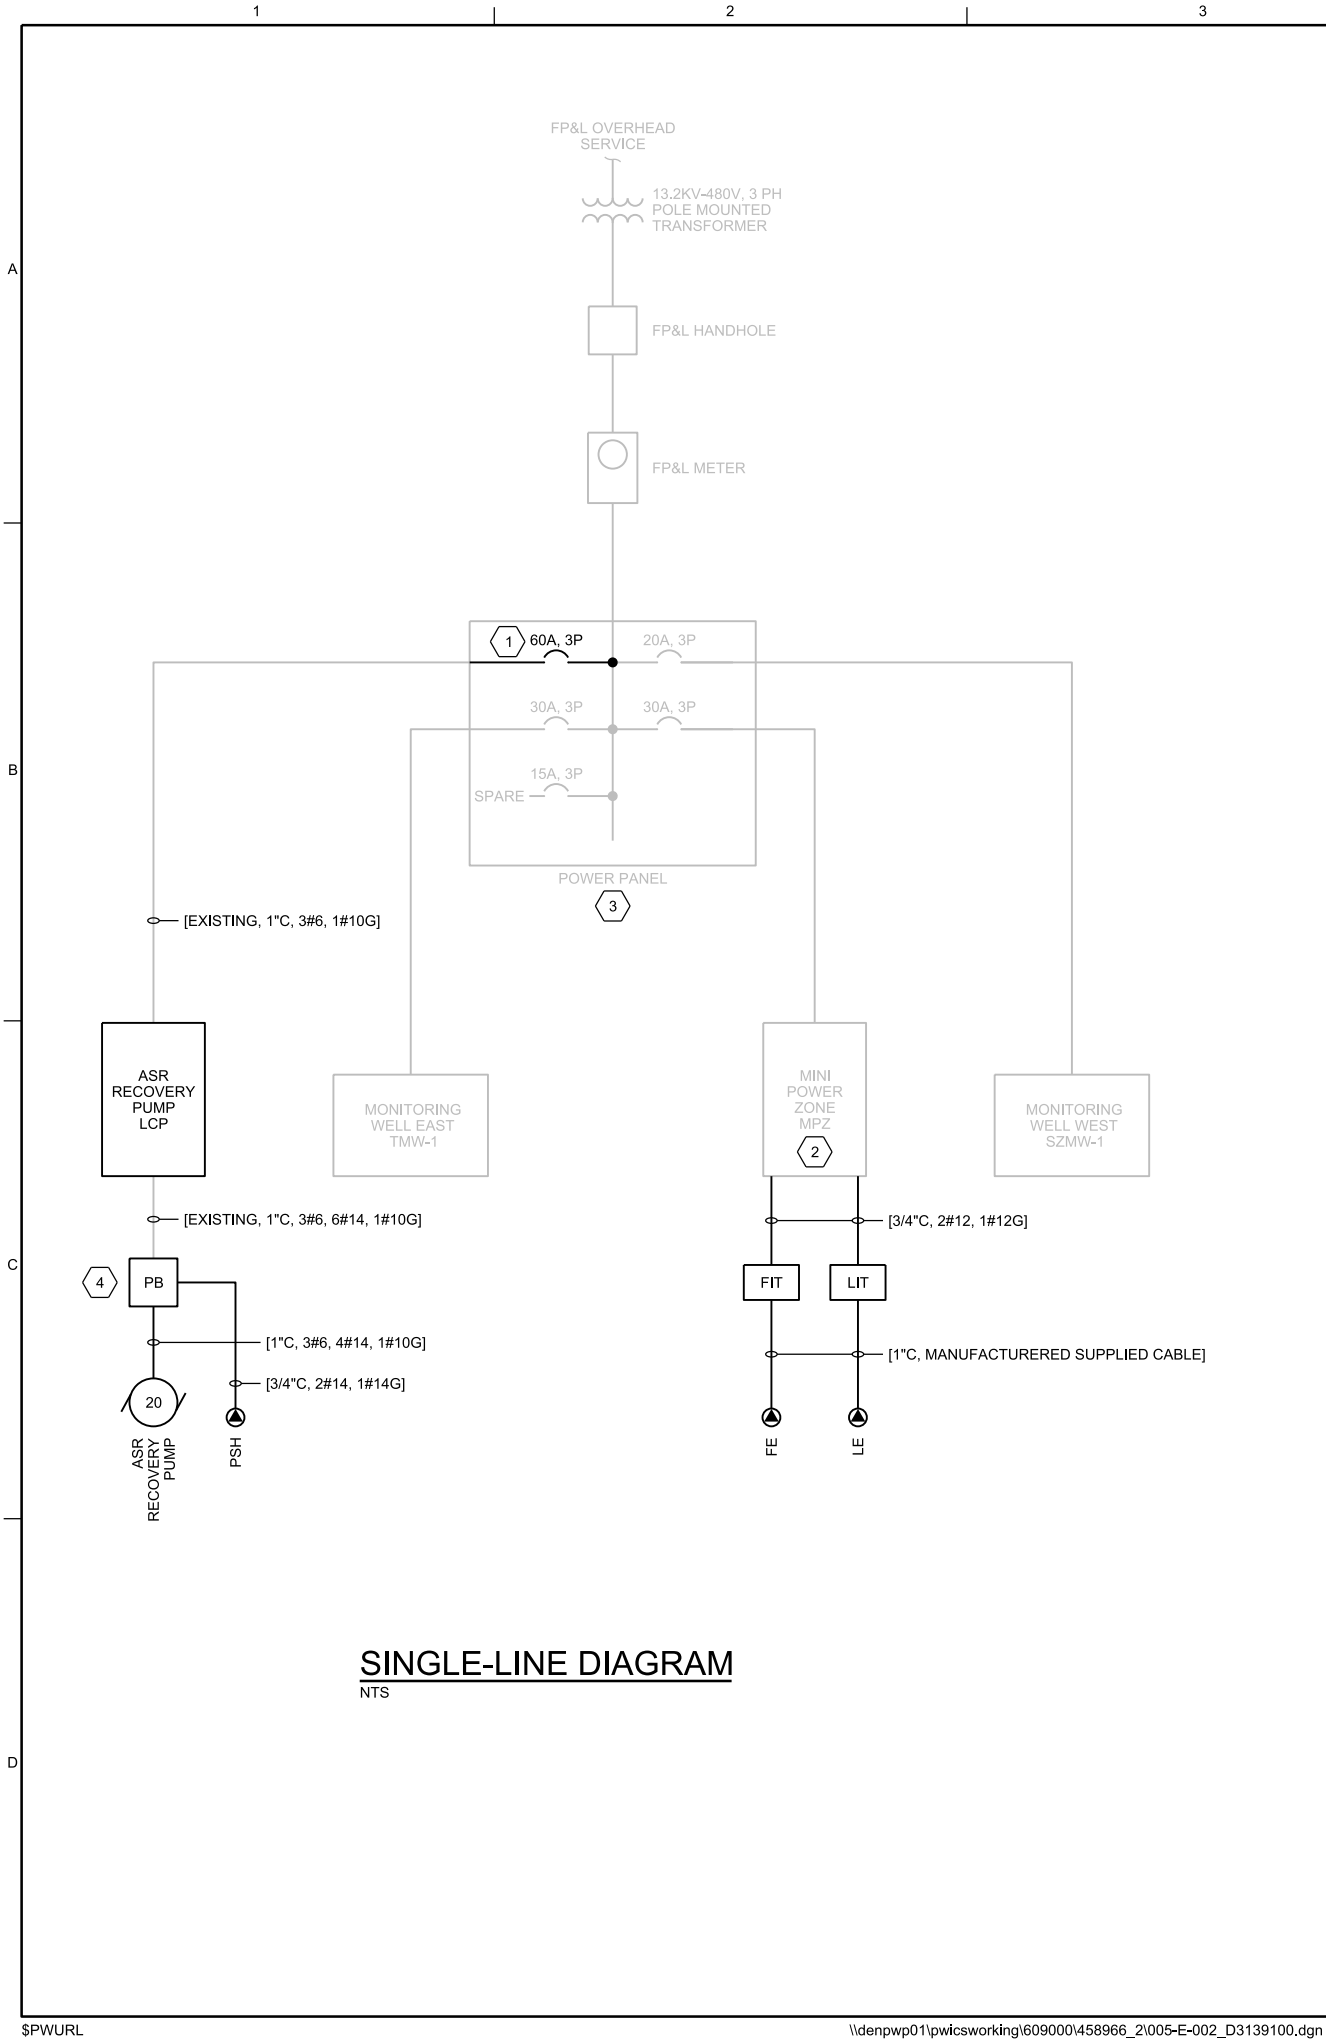 1
2
3
FP&L OVERHEAD
SERVICE
13.2KV-480V, 3 PH
POLE MOUNTED
TRANSFORMER
A
FP&L HANDHOLE
FP&L METER
1
60A, 3P
20A, 3P
30A, 3P
30A, 3P
B
15A, 3P
SPARE
POWER PANEL
3
[EXISTING, 1"C, 3#6, 1#10G]
ASR
RECOVERY
PUMP
LCP
MONITORING
WELL EAST
TMW-1
MINI
POWER
ZONE
MPZ
2
MONITORING
WELL WEST
SZMW-1
[EXISTING, 1"C, 3#6, 6#14, 1#10G]
[3/4"C, 2#12, 1#12G]
C
4
PB
FIT
LIT
[1"C, 3#6, 4#14, 1#10G]
[1"C, MANUFACTURERED SUPPLIED CABLE]
[3/4"C, 2#14, 1#14G]
20
ASR
RECOVERY
PUMP
PSH
FE
LE
SINGLE-LINE DIAGRAM
NTS
D
$PWURL
\\denpwp01\pwicsworking\609000\458966_2\005-E-002_D3139100.dgn